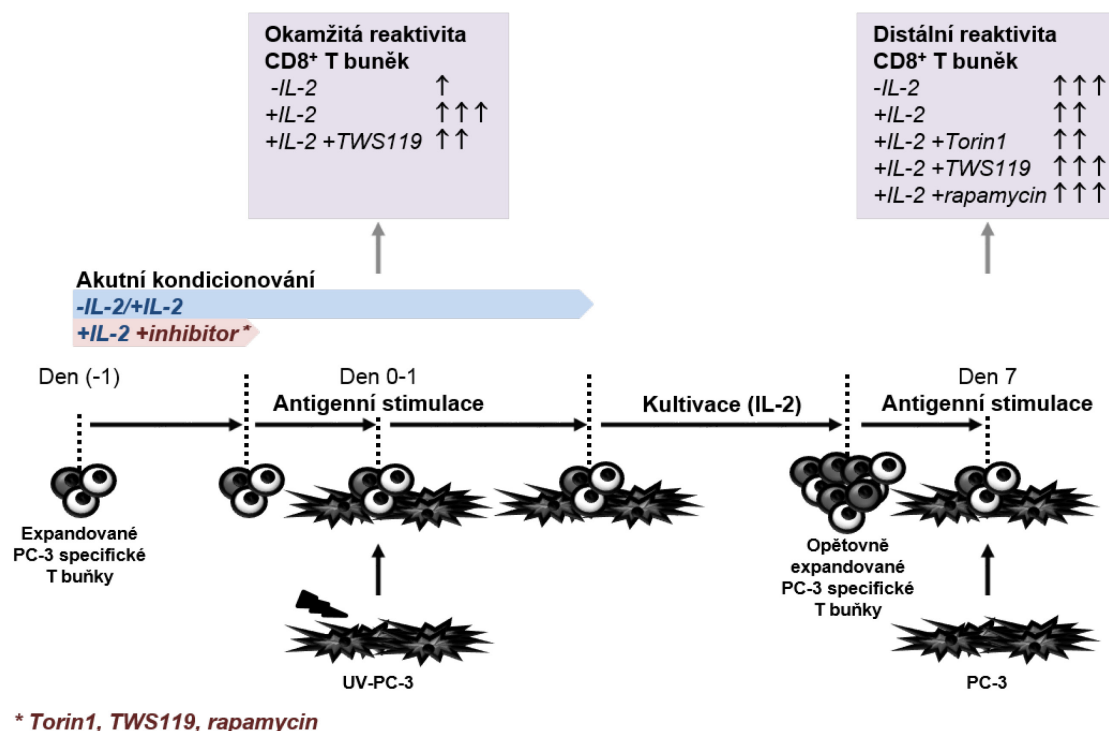 Okamžitá reaktivita
CD8⁺ T buněk
-IL-2 ↑
+IL-2 ↑↑↑
+IL-2 +TWS119 ↑↑
Distální reaktivita
CD8⁺ T buněk
-IL-2 ↑↑↑
+IL-2 ↑↑
+IL-2 +Torin1 ↑↑
+IL-2 +TWS119 ↑↑↑
+IL-2 +rapamycin ↑↑↑
Akutní kondicionování
-IL-2/+IL-2
+IL-2 +inhibitor*
Den (-1)
Den 0-1
Antigenní stimulace
Kultivace (IL-2)
Den 7
Antigenní stimulace
Expandované
PC-3 specifické
T buňky
Opětovně
expandované
PC-3 specifické
T buňky
UV-PC-3
PC-3
* Torin1, TWS119, rapamycin